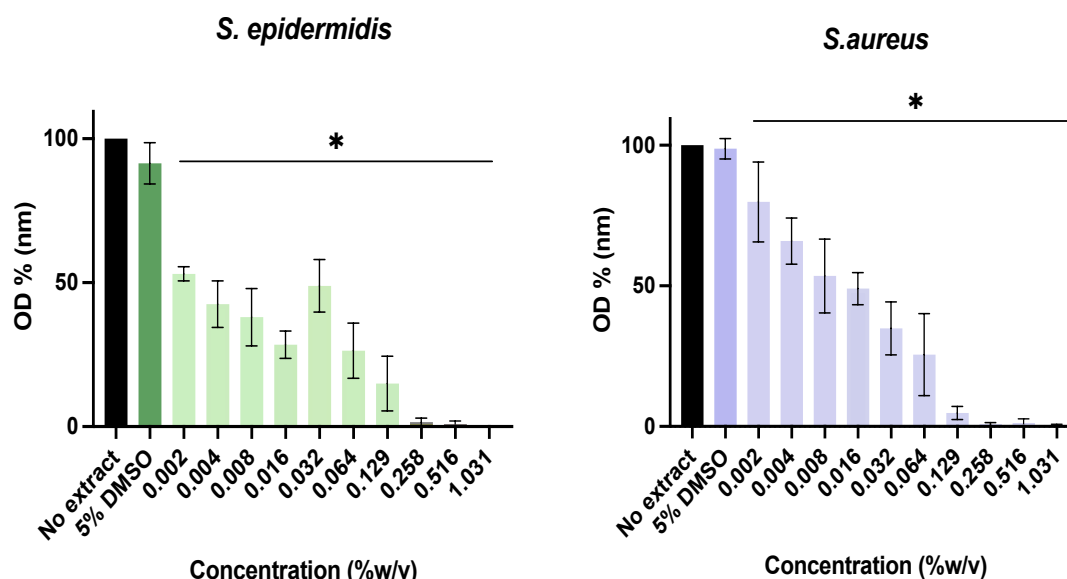 S. epidermidis
*
OD % (nm)
100
50
0
No extract
5% DMSO
0.002
0.004
0.008
0.016
0.032
0.064
0.129
0.258
0.516
1.031
Concentration (%w/v)
S.aureus
*
OD % (nm)
100
50
0
No extract
5% DMSO
0.002
0.004
0.008
0.016
0.032
0.064
0.129
0.258
0.516
1.031
Concentration (%w/v)